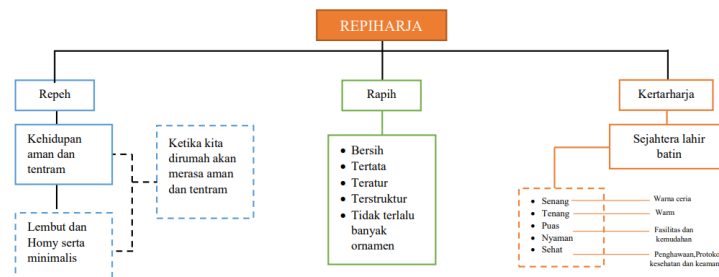 REPIHARJA
Repeh
Rapih
Kertarharja
Kehidupan
aman dan
tentram
Ketika kita
dirumah akan
merasa aman
dan tentram
Lembut dan
Homy serta
minimalis
• Bersih
• Tertata
• Teratur
• Terstruktur
• Tidak terlalu
banyak
ornamen
Sejahtera lahir
batin
• Senang
• Tenang
• Puas
• Nyaman
• Sehat
Warna ceria
Warm
Fasilitas dan
kemudahan
Penghawaan,Protoko
kesehatan dan keaman